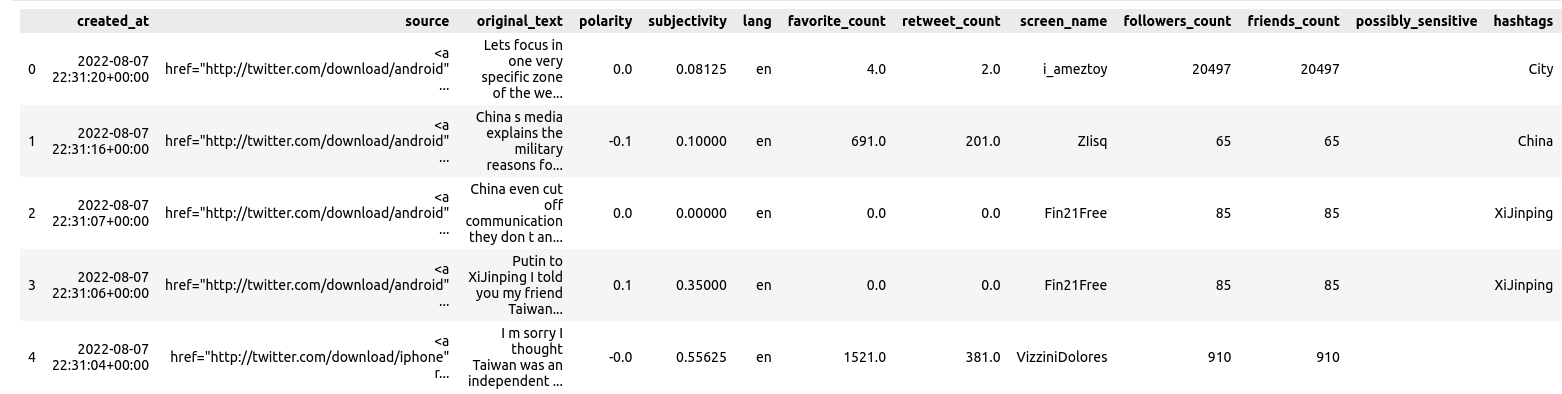 created_at source original_text polarity subjectivity lang favorite_count retweet_count screen_name followers_count friends_count possibly_sensitive hashtags
0 2022-08-07 22:31:20+00:00 <a href="http://twitter.com/download/android" ... Lets focus in one very specific zone of the we... 0.0 0.08125 en 4.0 2.0 i_ameztoy 20497 20497 City
1 2022-08-07 22:31:16+00:00 <a href="http://twitter.com/download/android" ... China s media explains the military reasons fo... -0.1 0.10000 en 691.0 201.0 ZIisq 65 65 China
2 2022-08-07 22:31:07+00:00 <a href="http://twitter.com/download/android" ... China even cut off communication they don t an... 0.0 0.00000 en 0.0 0.0 Fin21Free 85 85 XiJinping
3 2022-08-07 22:31:06+00:00 <a href="http://twitter.com/download/android" ... Putin to XiJinping I told you my friend Taiwan... 0.1 0.35000 en 0.0 0.0 Fin21Free 85 85 XiJinping
4 2022-08-07 22:31:04+00:00 <a href="http://twitter.com/download/iphone" r... I m sorry I thought Taiwan was an independent ... -0.0 0.55625 en 1521.0 381.0 VizziniDolores 910 910